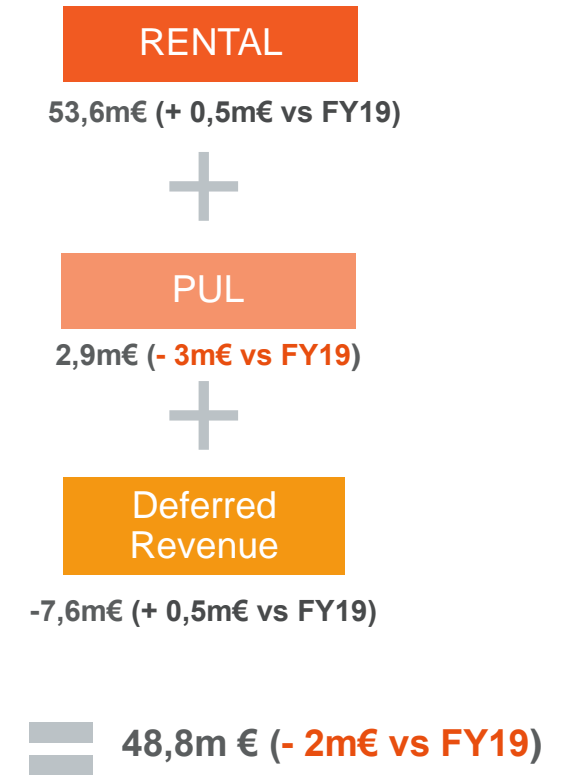 RENTAL
53,6m€ (+ 0,5m€ vs FY19)
+
PUL
2,9m€ (- 3m€ vs FY19)
+
Deferred
Revenue
-7,6m€ (+ 0,5m€ vs FY19)
= 48,8m € (- 2m€ vs FY19)